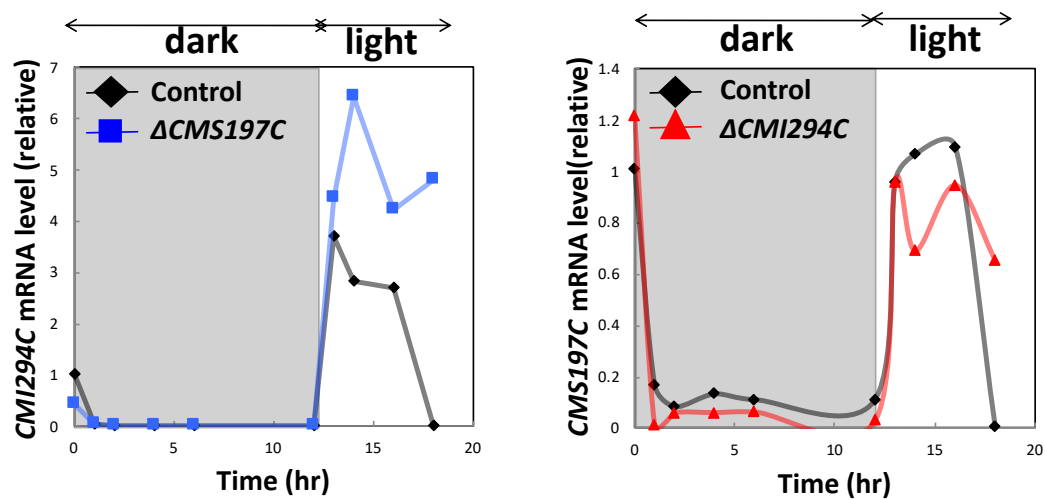 dark light
7
6
5
4
3
2
1
0
CMI294C mRNA level (relative)
Control
ΔCMS197C
0 5 10 15 20
Time (hr)
dark light
1.4
1.2
1
0.8
0.6
0.4
0.2
0
CMS197C mRNA level(relative)
Control
ΔCMI294C
0 5 10 15 20
Time (hr)